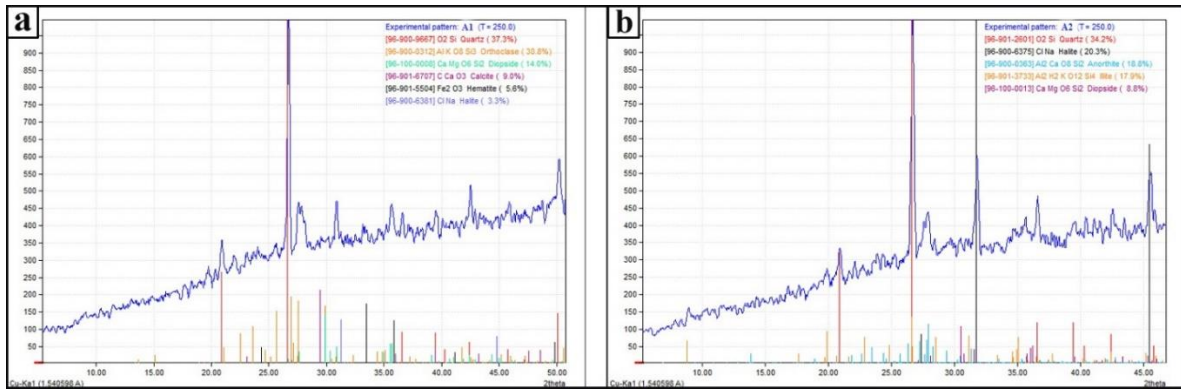 a
Experimental pattern: A1 (T = 250.0)
[96-900-9667] O2 Si Quartz ( 37.3%)
[96-900-0312] Al K O8 Si3 Orthoclase ( 30.8%)
[96-100-0008] Ca Mg O6 Si2 Diopside ( 14.0%)
[96-901-6707] C Ca O3 Calcite ( 9.0%)
[96-901-5504] Fe2 O3 Hematite ( 5.6%)
[96-900-6381] Cl Na Halite ( 3.3%)
950
900
850
800
750
700
650
600
550
500
450
400
350
300
250
200
150
100
50
10.00 15.00 20.00 25.00 30.00 35.00 40.00 45.00 50.00
Cu-Ka1 (1.540598 A) 2theta
b
Experimental pattern: A2 (T = 250.0)
[96-901-2601] O2 Si Quartz ( 34.2%)
[96-900-6375] Cl Na Halite ( 20.3%)
[96-900-0363] Al2 Ca O8 Si2 Anorthite ( 18.8%)
[96-901-3733] Al2 H2 K O12 Si4 Illite ( 17.9%)
[96-100-0013] Ca Mg O6 Si2 Diopside ( 8.8%)
950
900
850
800
750
700
650
600
550
500
450
400
350
300
250
200
150
100
50
10.00 15.00 20.00 25.00 30.00 35.00 40.00 45.00
Cu-Ka1 (1.540598 A) 2theta